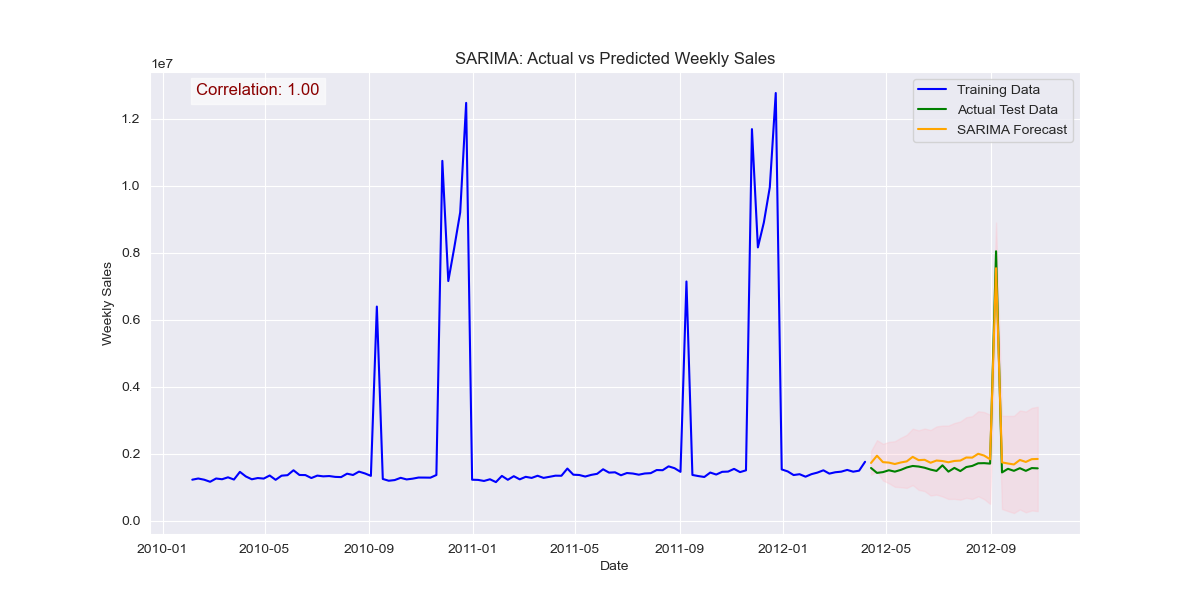 SARIMA: Actual vs Predicted Weekly Sales
1e7
Correlation: 1.00
Training Data
Actual Test Data
SARIMA Forecast
1.2
1.0
0.8
0.6
0.4
0.2
0.0
Weekly Sales
2010-01 2010-05 2010-09 2011-01 2011-05 2011-09 2012-01 2012-05 2012-09
Date